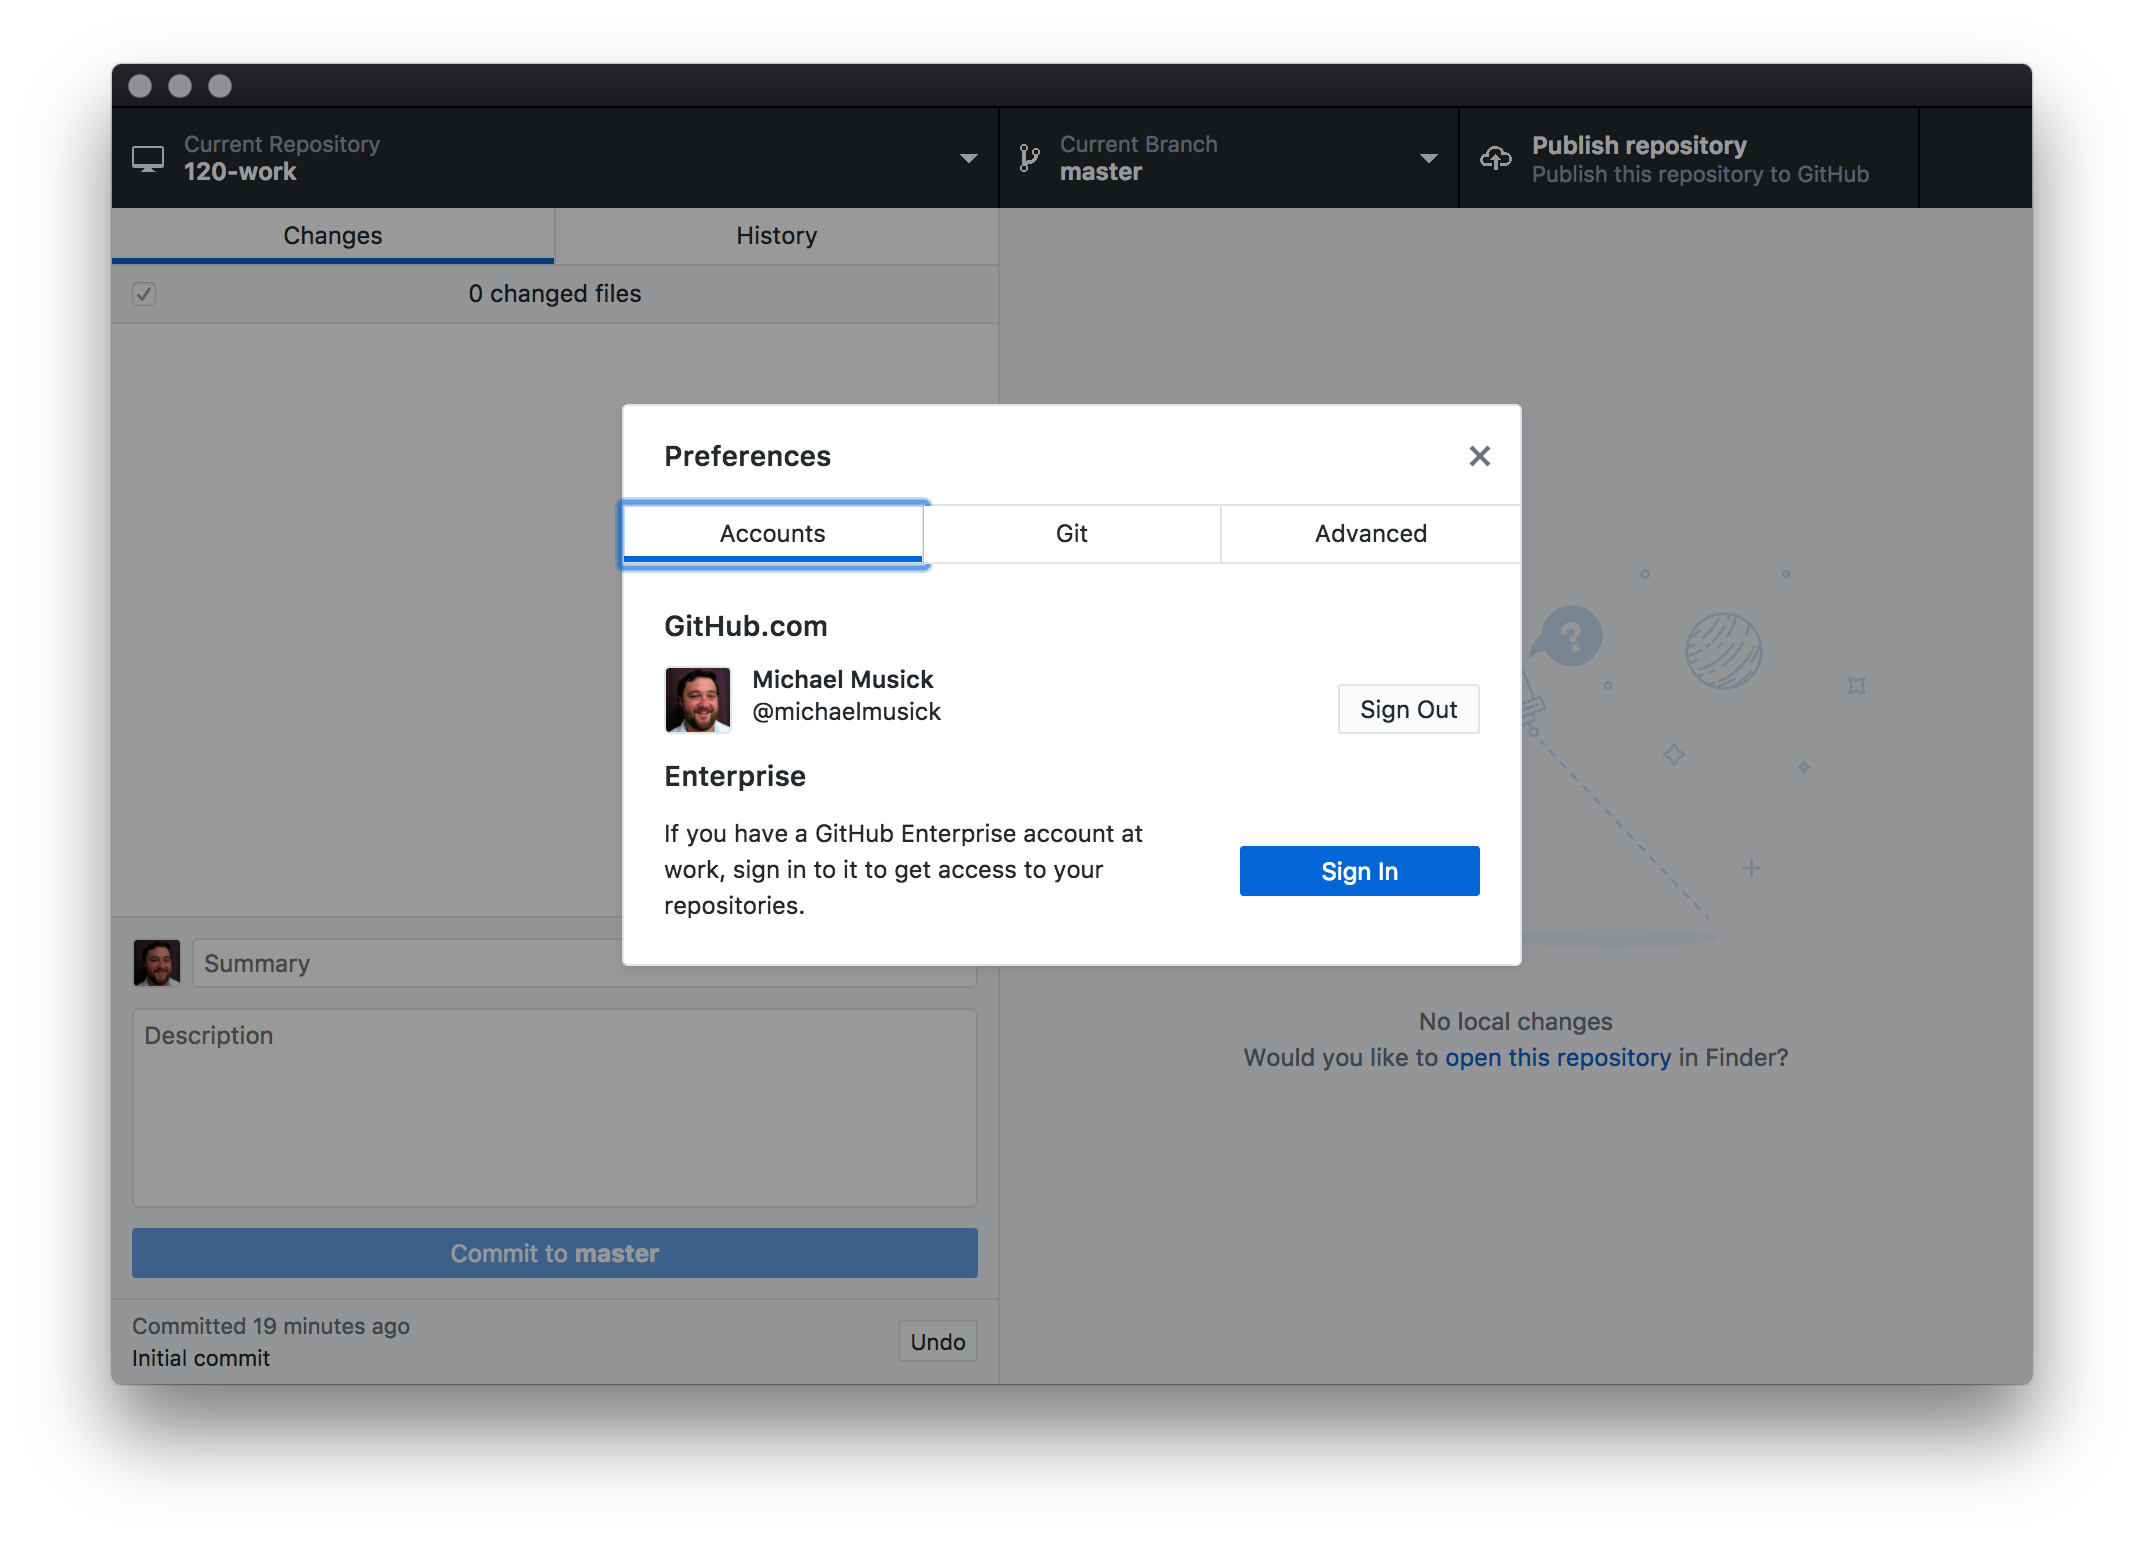 Current Repository
120-work
Current Branch
master
Publish repository
Publish this repository to GitHub
Changes
History
0 changed files
Preferences
Accounts
Git
Advanced
GitHub.com
Michael Musick
@michaelmusick
Sign Out
Enterprise
If you have a GitHub Enterprise account at
work, sign in to it to get access to your
repositories.
Sign In
?
Summary
Description
No local changes
Would you like to open this repository in Finder?
Commit to master
Committed 19 minutes ago
Initial commit
Undo